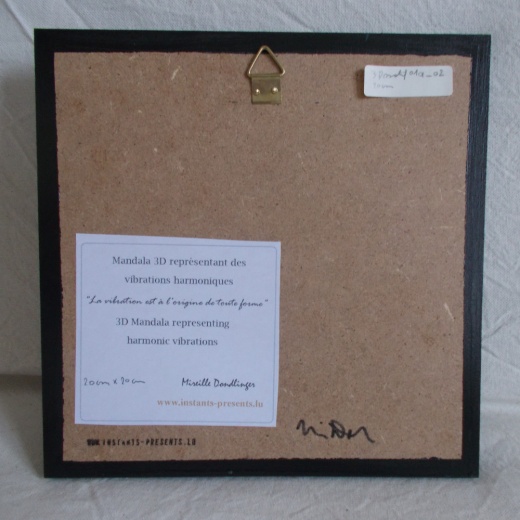 Mandala 3D représentant des
vibrations harmoniques
"La vibration est à l'origine de toute forme"
3D Mandala representing
harmonic vibrations
20cm x 20cm Mireille Dondlinger
www.instants-presents.lu
www.instants-presents.lu